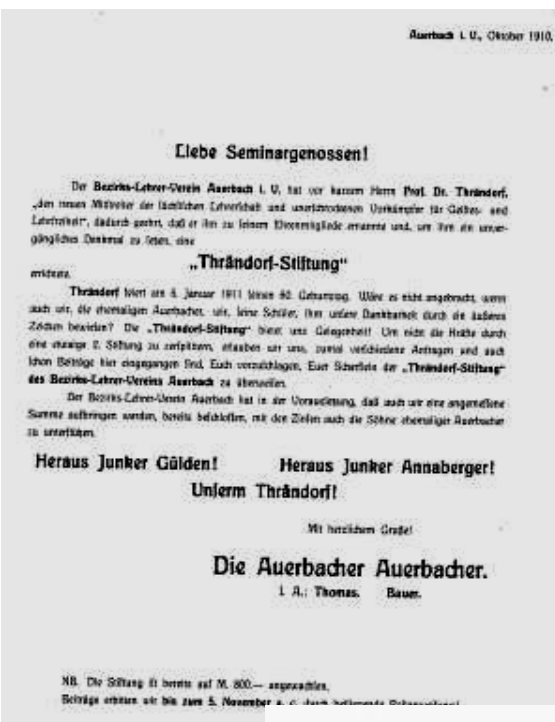 Auerbach i. V., Oktober 1910.
Liebe Seminargenossen!
Der Bezirks-Lehrer-Verein Auerbach i. V. hat vor kurzem Herrn Prof. Dr. Thrändorf,
„den treuen Mitstreiter der sächsischen Lehrerschaft und unerschrockenen Vorkämpfer für Geistes- und
Lehrfreiheit“, dadurch geehrt, daß er ihn zu seinem Ehrenmitgliede ernannte und, um ihm ein unver-
gängliches Denkmal zu setzen, eine
„Thrändorf-Stiftung“
errichtete.
Thrändorf feiert am 5. Januar 1911 seinen 60. Geburtstag. Wäre es nicht angebracht, wenn
auch wir, die ehemaligen Auerbacher, wir, seine Schüler, ihm unsere Dankbarkeit durch ein äußeres
Zeichen bewiesen? Die „Thrändorf-Stiftung“ bietet uns Gelegenheit! Um nicht die Kräfte durch
eine etwaige 2. Stiftung zu zersplittern, erlauben wir uns, zumal verschiedene Anfragen und auch
schon Beiträge hier eingegangen sind, Euch vorzuschlagen, Euer Scherflein der „Thrändorf-Stiftung“
des Bezirks-Lehrer-Vereins Auerbach zu überweisen.
Der Bezirks-Lehrer-Verein Auerbach hat in der Voraussetzung, daß auch wir eine angemessene
Summe aufbringen werden, bereits beschlossen, mit den Zinsen auch die Söhne ehemaliger Auerbacher
zu unterstützen.
Heraus Junker Gülden! Heraus Junker Annaberger!
Unserm Thrändorf!
Mit herzlichem Gruße!
Die Auerbacher Auerbacher.
i. A.: Thomas. Baum.
NB. Die Stiftung ist bereits auf M. 800.— angewachsen.
Beiträge erbitten wir bis zum 5. November a. c. durch